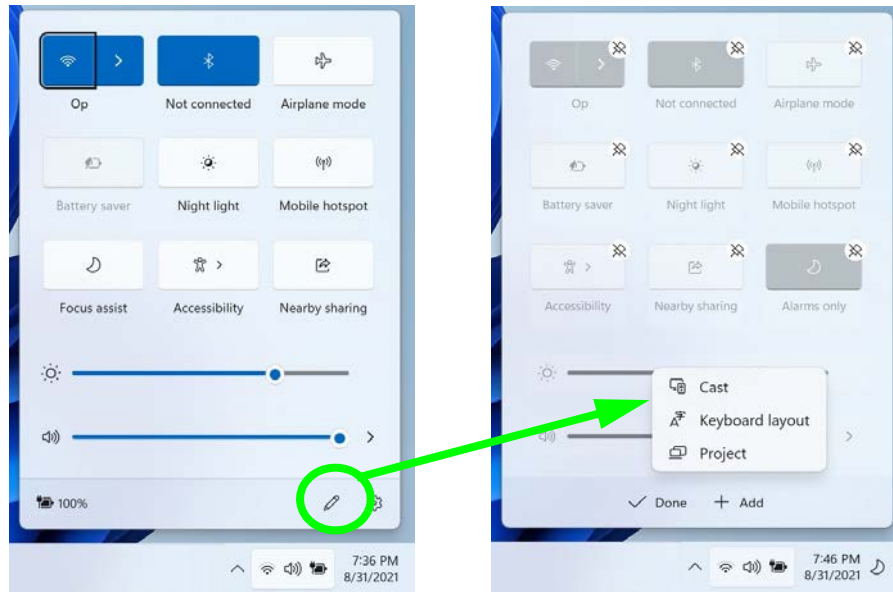 Op
Not connected
Airplane mode
Battery saver
Night light
Mobile hotspot
Focus assist
Accessibility
Nearby sharing
100%
7:36 PM
8/31/2021
Op
Not connected
Airplane mode
Battery saver
Night light
Mobile hotspot
Accessibility
Nearby sharing
Alarms only
Cast
Keyboard layout
Project
Done
Add
7:46 PM
8/31/2021